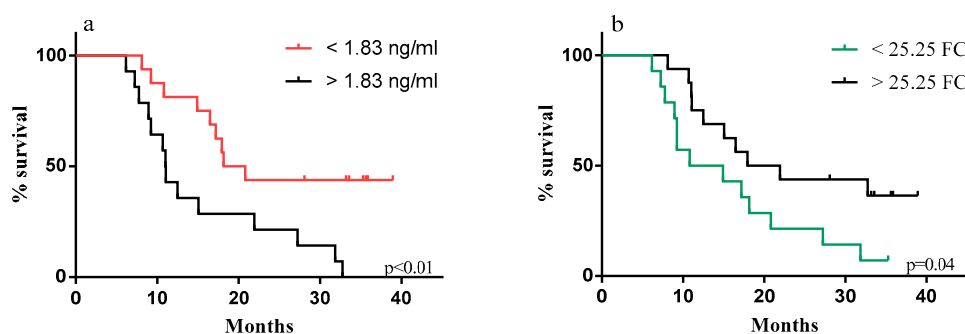 a
< 1.83 ng/ml
> 1.83 ng/ml
% survival
100
50
0
0
10
20
30
40
p<0.01
Months
b
< 25.25 FC
> 25.25 FC
% survival
100
50
0
0
10
20
30
40
p=0.04
Months